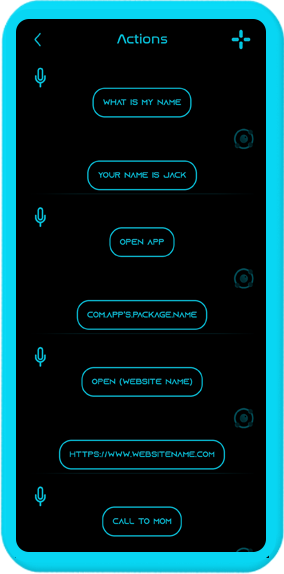 Actions
WHAT IS MY NAME
YOUR NAME IS JACK
OPEN APP
COM.APP'S.PACKAGE.NAME
OPEN (WEBSITE NAME)
HTTPS://WWW.WEBSITENAME.COM
CALL TO MOM